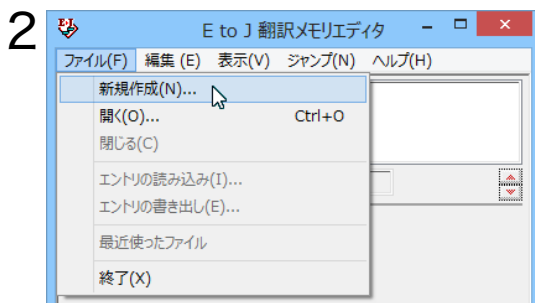 2
E to J 翻訳メモリエディタ
ファイル(F) 編集(E) 表示(V) ジャンプ(N) ヘルプ(H)
新規作成(N)...
開く(O)... Ctrl+O
閉じる(C)
エントリの読み込み(I)...
エントリの書き出し(E)...
最近使ったファイル
終了(X)